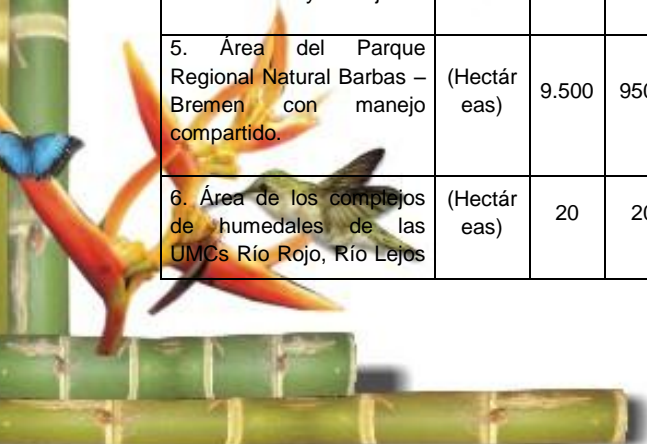 5. Área del Parque
Regional Natural Barbas –
Bremen con manejo
compartido.
(Hectár
eas)
9.500
950
6. Área de los complejos
de humedales de las
UMCs Río Rojo, Río Lejos
(Hectár
eas)
20
20